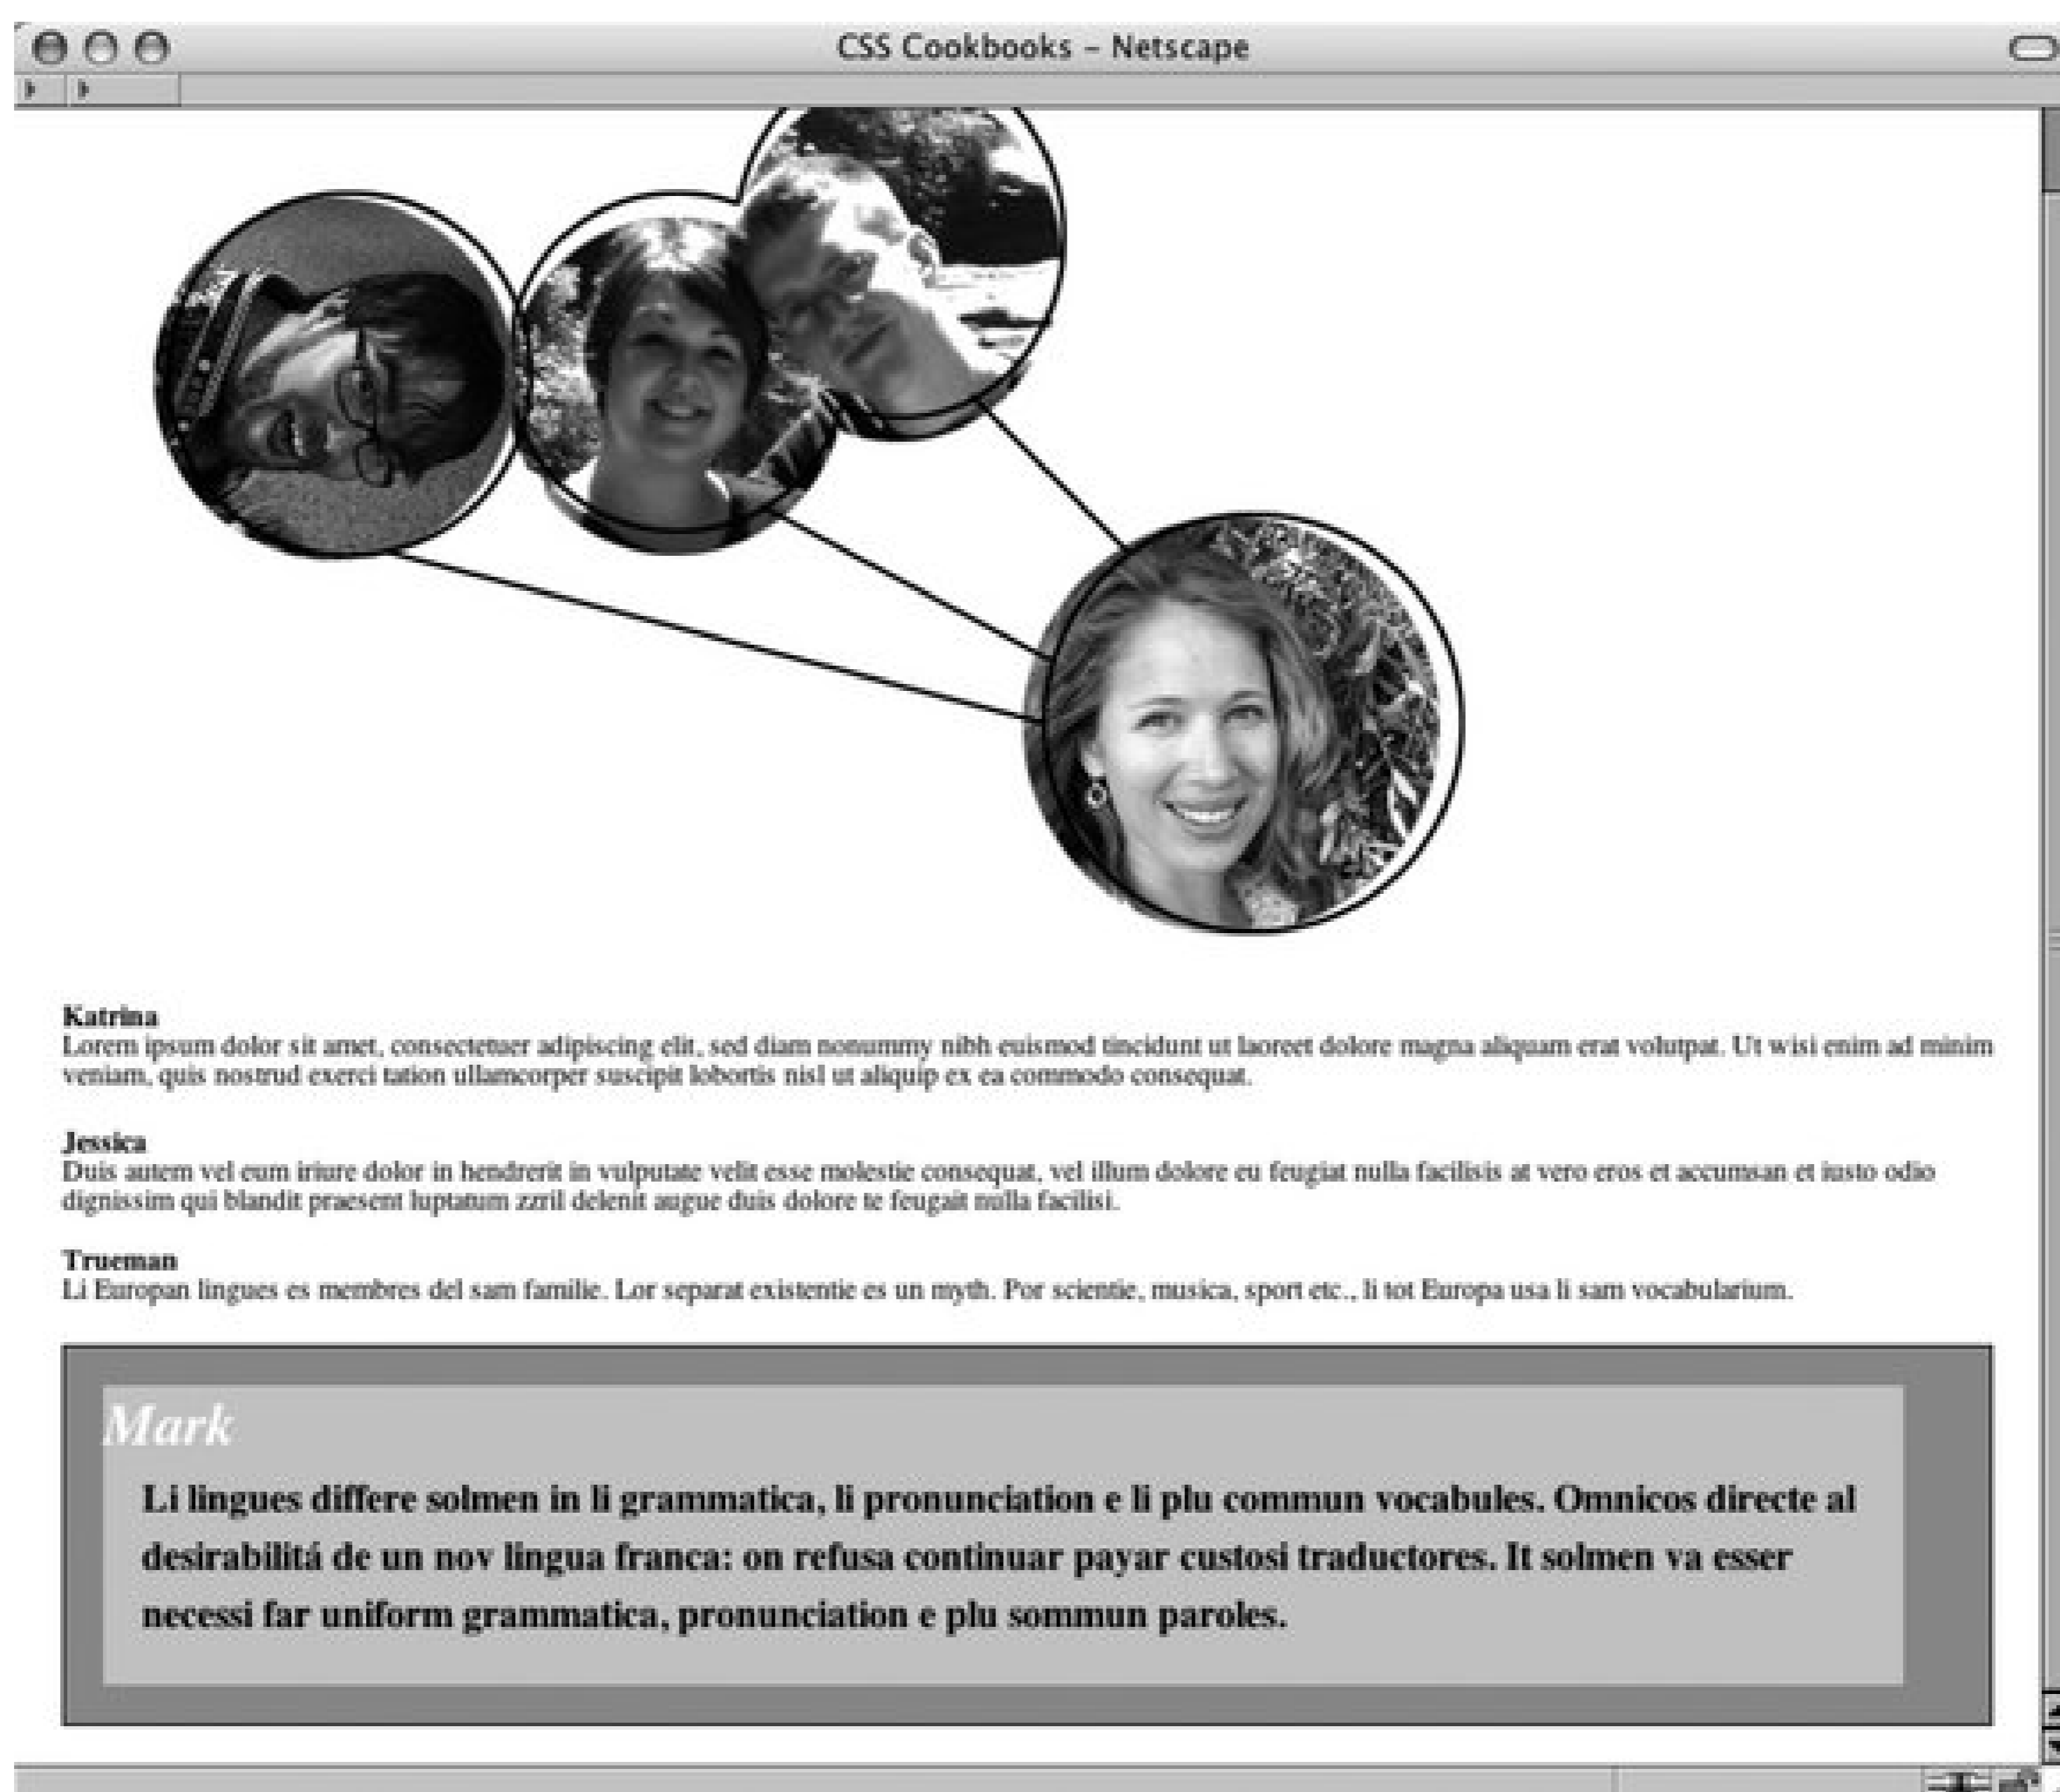 CSS Cookbooks – Netscape
Katrina
Lorem ipsum dolor sit amet, consectetuer adipiscing elit, sed diam nonummy nibh euismod tincidunt ut laoreet dolore magna aliquam erat volutpat. Ut wisi enim ad minim
veniam, quis nostrud exerci tation ullamcorper suscipit lobortis nisl ut aliquip ex ea commodo consequat.
Jessica
Duis autem vel eum iriure dolor in hendrerit in vulputate velit esse molestie consequat, vel illum dolore eu feugiat nulla facilisis at vero eros et accumsan et iusto odio
dignissim qui blandit praesent luptatum zzril delenit augue duis dolore te feugait nulla facilisi.
Trueman
Li Europan lingues es membres del sam familie. Lor separat existentie es un myth. Por scientie, musica, sport etc., li tot Europa usa li sam vocabularium.
Mark
Li lingues differe solmen in li grammatica, li pronunciation e li plu commun vocabules. Omnicos directe al
desirabilitá de un nov lingua franca: on refusa continuar payar custosi traductores. It solmen va esser
necessi far uniform grammatica, pronunciation e plu sommun paroles.